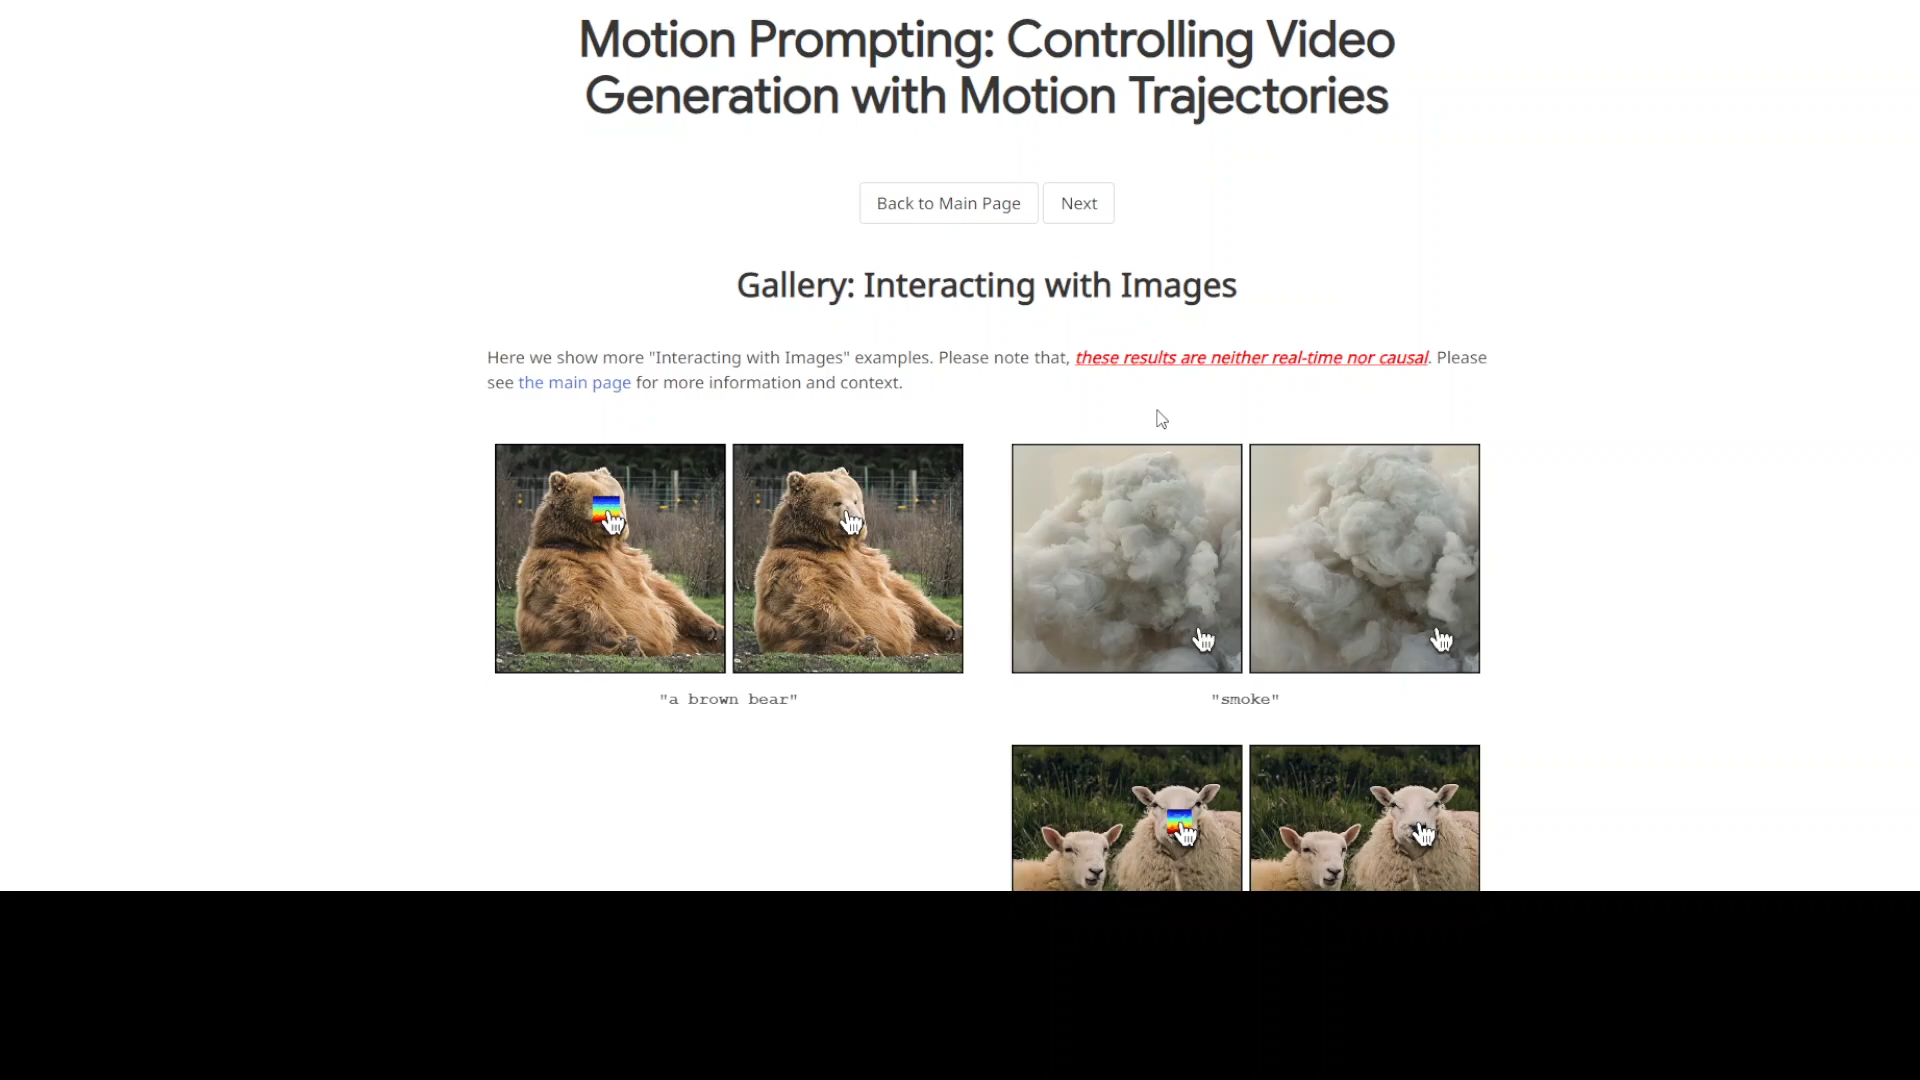 Motion Prompting: Controlling Video
Generation with Motion Trajectories
Back to Main Page
Next
Gallery: Interacting with Images
Here we show more "Interacting with Images" examples. Please note that, these results are neither real-time nor causal. Please
see the main page for more information and context.
"a brown bear"
"smoke"